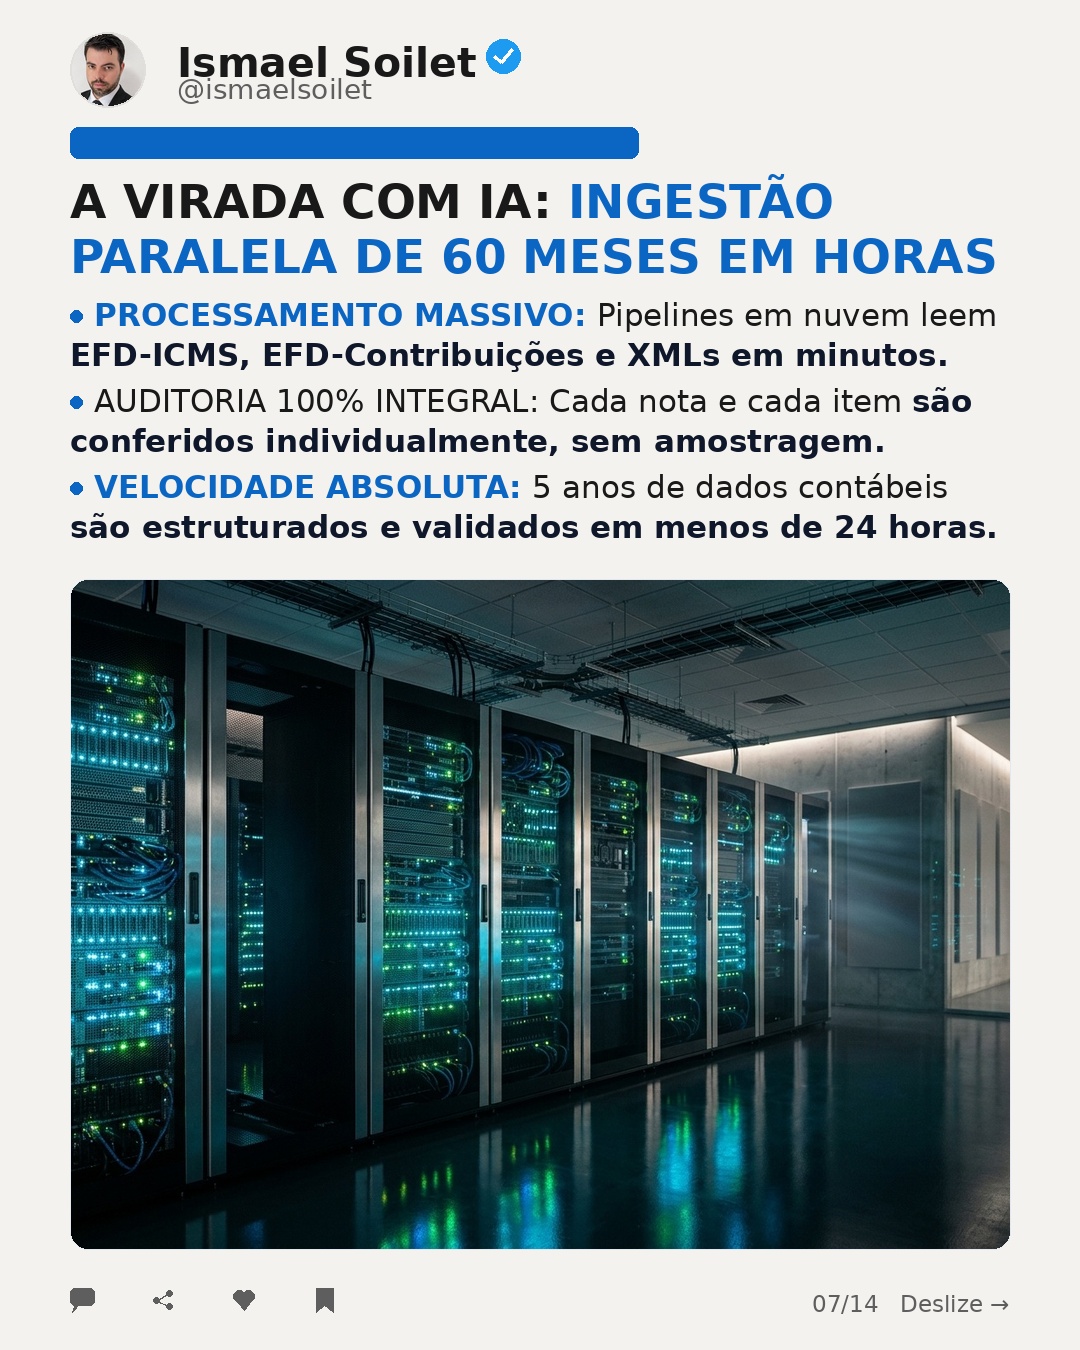 Ismael Soilet
@ismaelsoilet
A VIRADA COM IA: INGESTÃO
PARALELA DE 60 MESES EM HORAS
• PROCESSAMENTO MASSIVO: Pipelines em nuvem leem
EFD-ICMS, EFD-Contribuições e XMLs em minutos.
• AUDITORIA 100% INTEGRAL: Cada nota e cada item são
conferidos individualmente, sem amostragem.
• VELOCIDADE ABSOLUTA: 5 anos de dados contábeis
são estruturados e validados em menos de 24 horas.
07/14 Deslize →